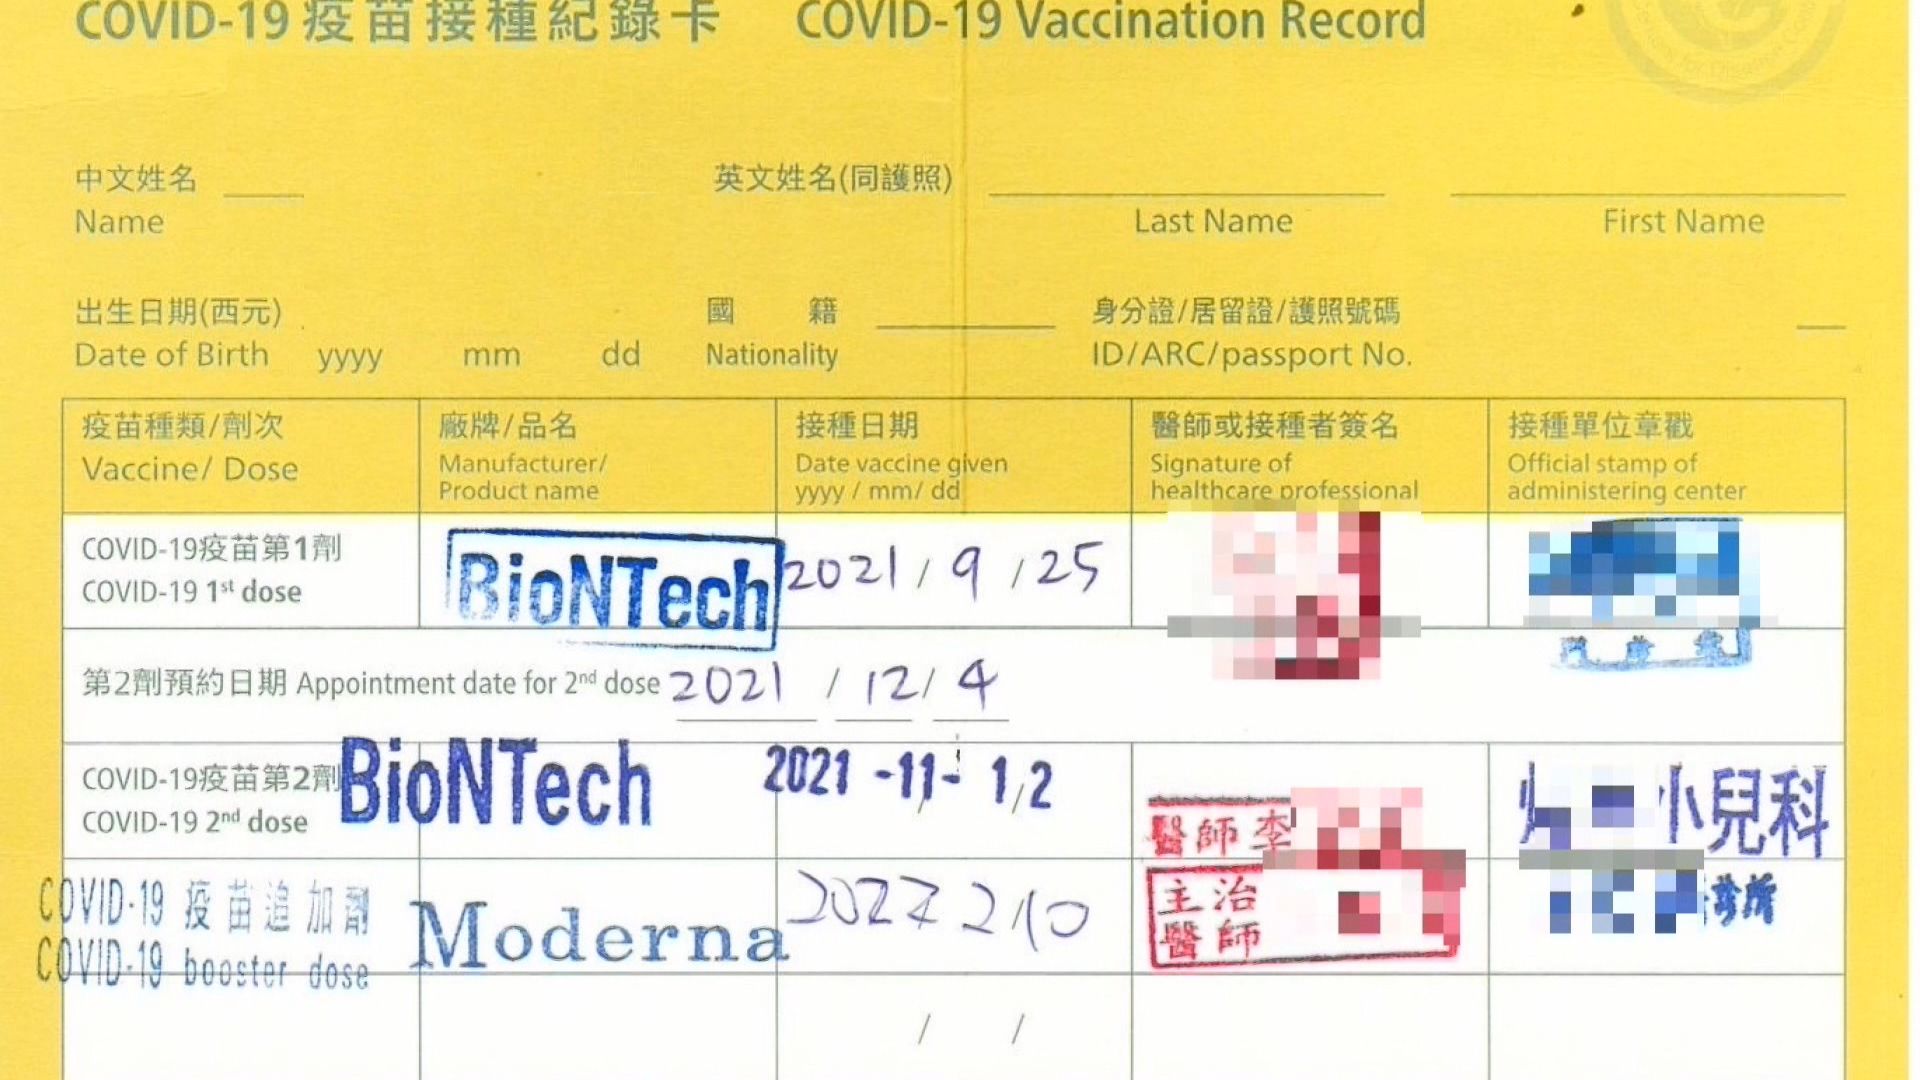 COVID-19 疫苗接種紀錄卡 COVID-19 Vaccination Record
中文姓名 英文姓名(同護照)
Name Last Name First Name
出生日期(西元) 國 籍 身分證/居留證/護照號碼
Date of Birth yyyy mm dd Nationality ID/ARC/passport No.
疫苗種類/劑次 廠牌/品名 接種日期 醫師或接種者簽名 接種單位章戳
Vaccine/ Dose Manufacturer/ Date vaccine given Signature of Official stamp of
Product name yyyy / mm/ dd healthcare professional administering center
COVID-19疫苗第1劑
COVID-19 1st dose BioNTech 2021 / 9 / 25
第2劑預約日期 Appointment date for 2nd dose 2021 / 12 / 4
COVID-19疫苗第2劑 BioNTech 2021 -11- 12 小兒科
COVID-19 2nd dose 醫師 李
COVID-19 疫苗追加劑 Moderna 2022 2/10 主治 診所
COVID-19 booster dose 醫師
/ /